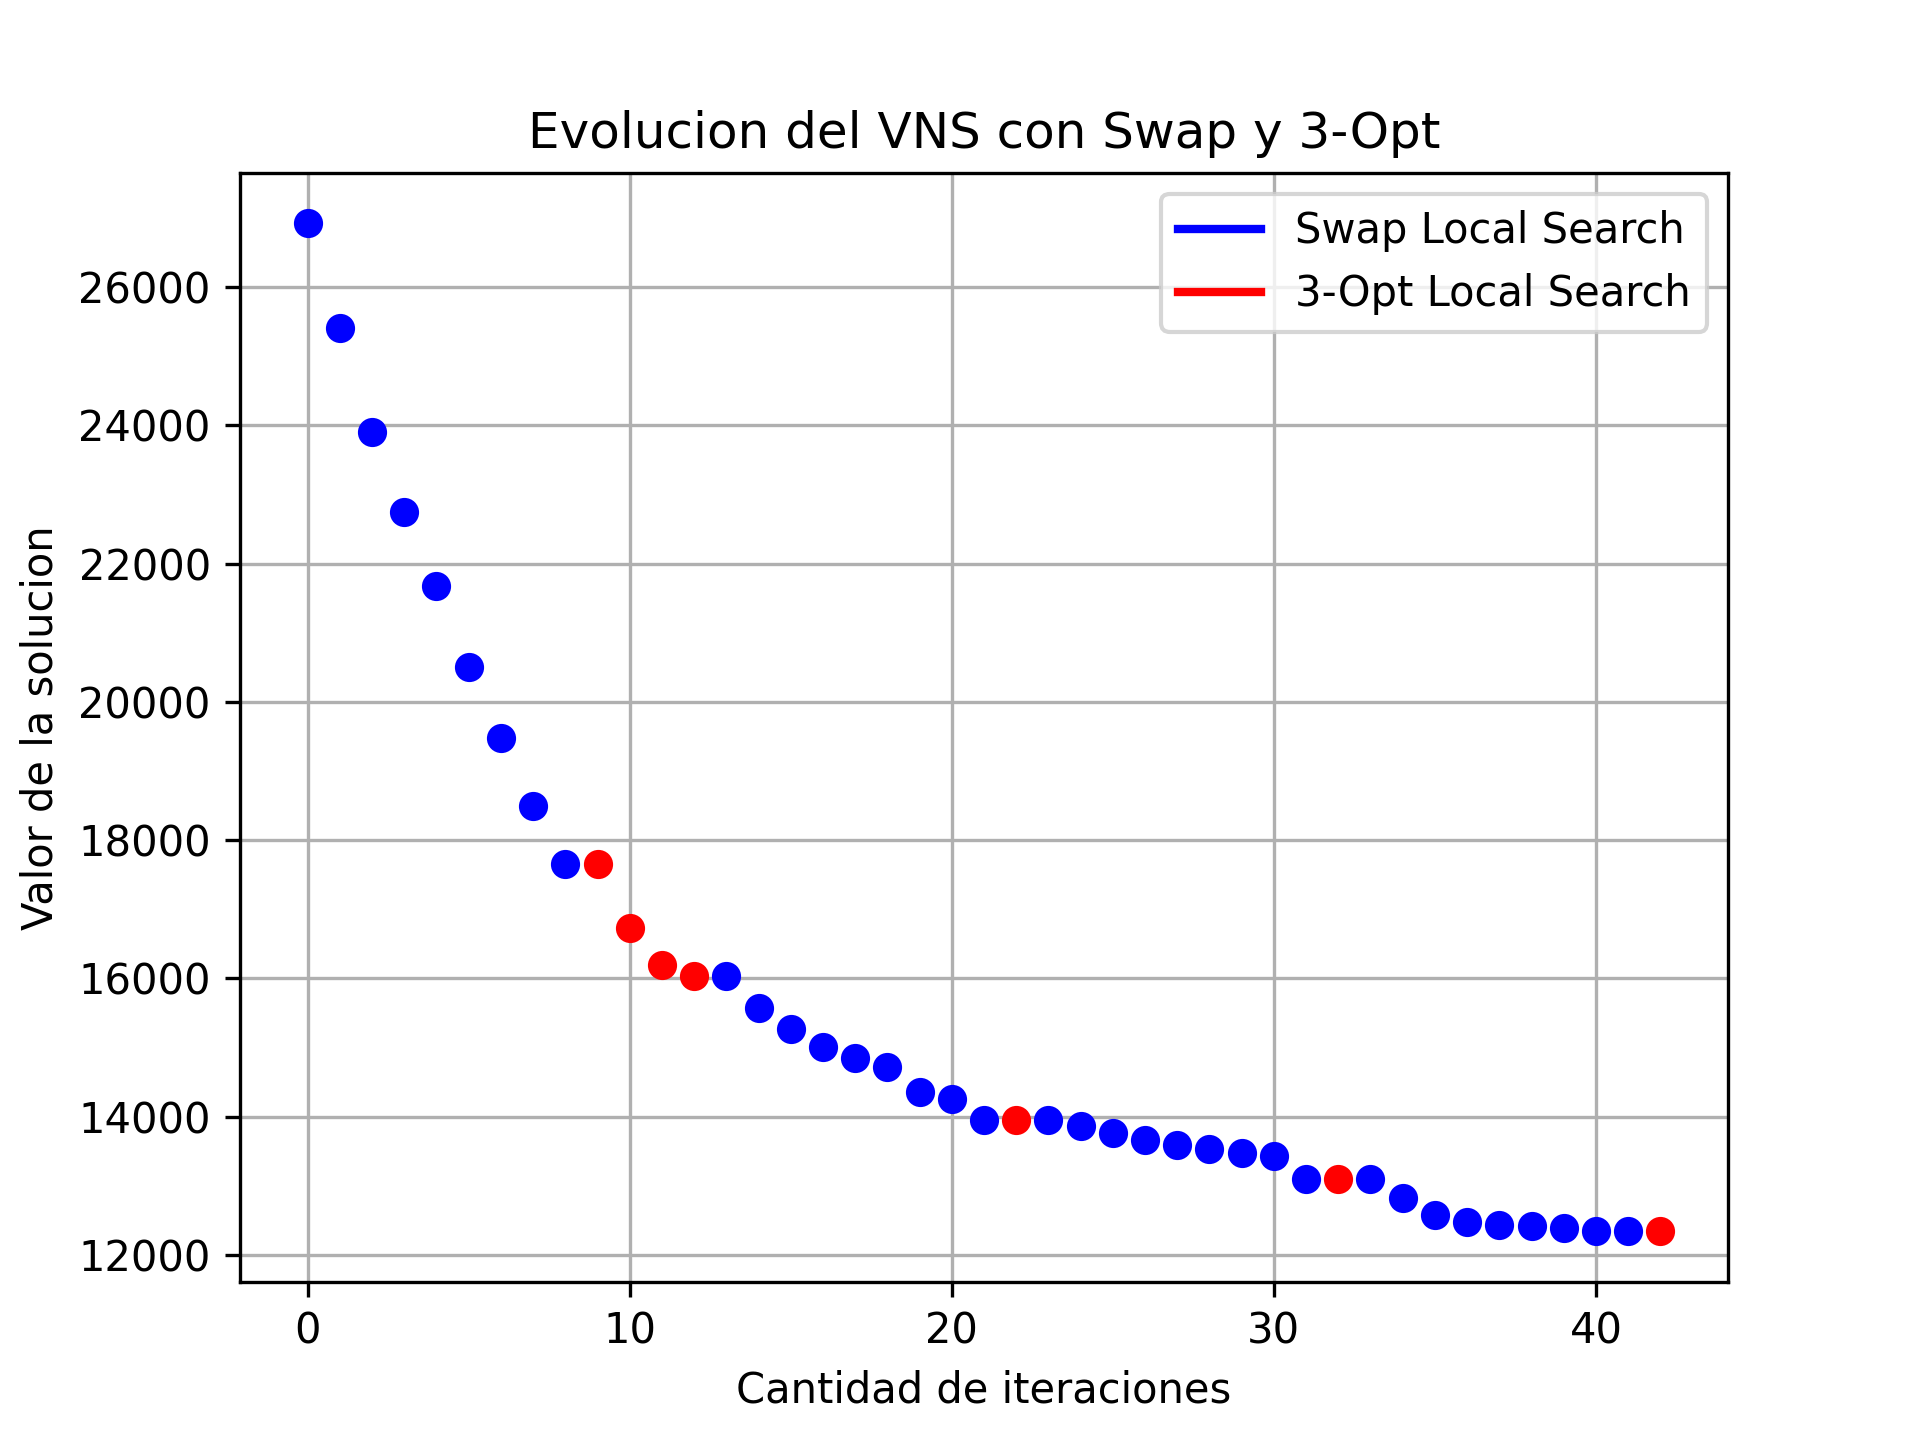 Evolucion del VNS con Swap y 3-Opt
Swap Local Search
3-Opt Local Search
Valor de la solucion
26000
24000
22000
20000
18000
16000
14000
12000
0 10 20 30 40
Cantidad de iteraciones